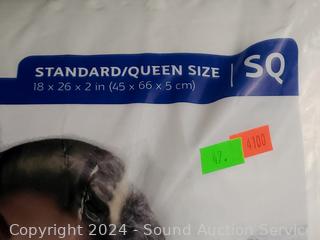 STANDARD/QUEEN SIZE | SQ
18 x 26 x 2 in (45 x 66 x 5 cm)
47.
4100
Copyright 2024 - Sound Auction Service